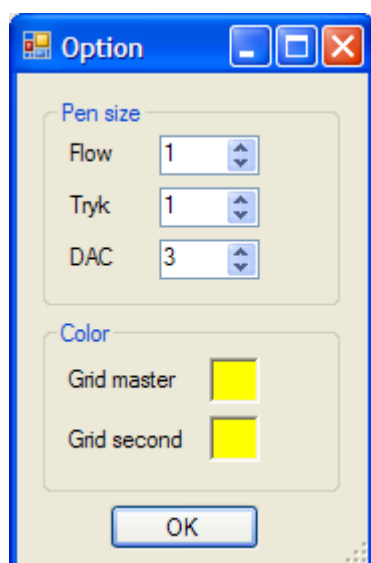 Option
Pen size
Flow 1
Tryk 1
DAC 3
Color
Grid master
Grid second
OK